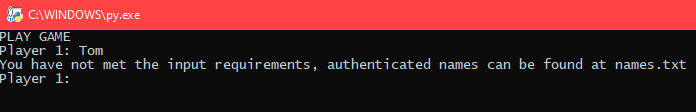 C:\WINDOWS\py.exe
PLAY GAME
Player 1: Tom
You have not met the input requirements, authenticated names can be found at names.txt
Player 1: